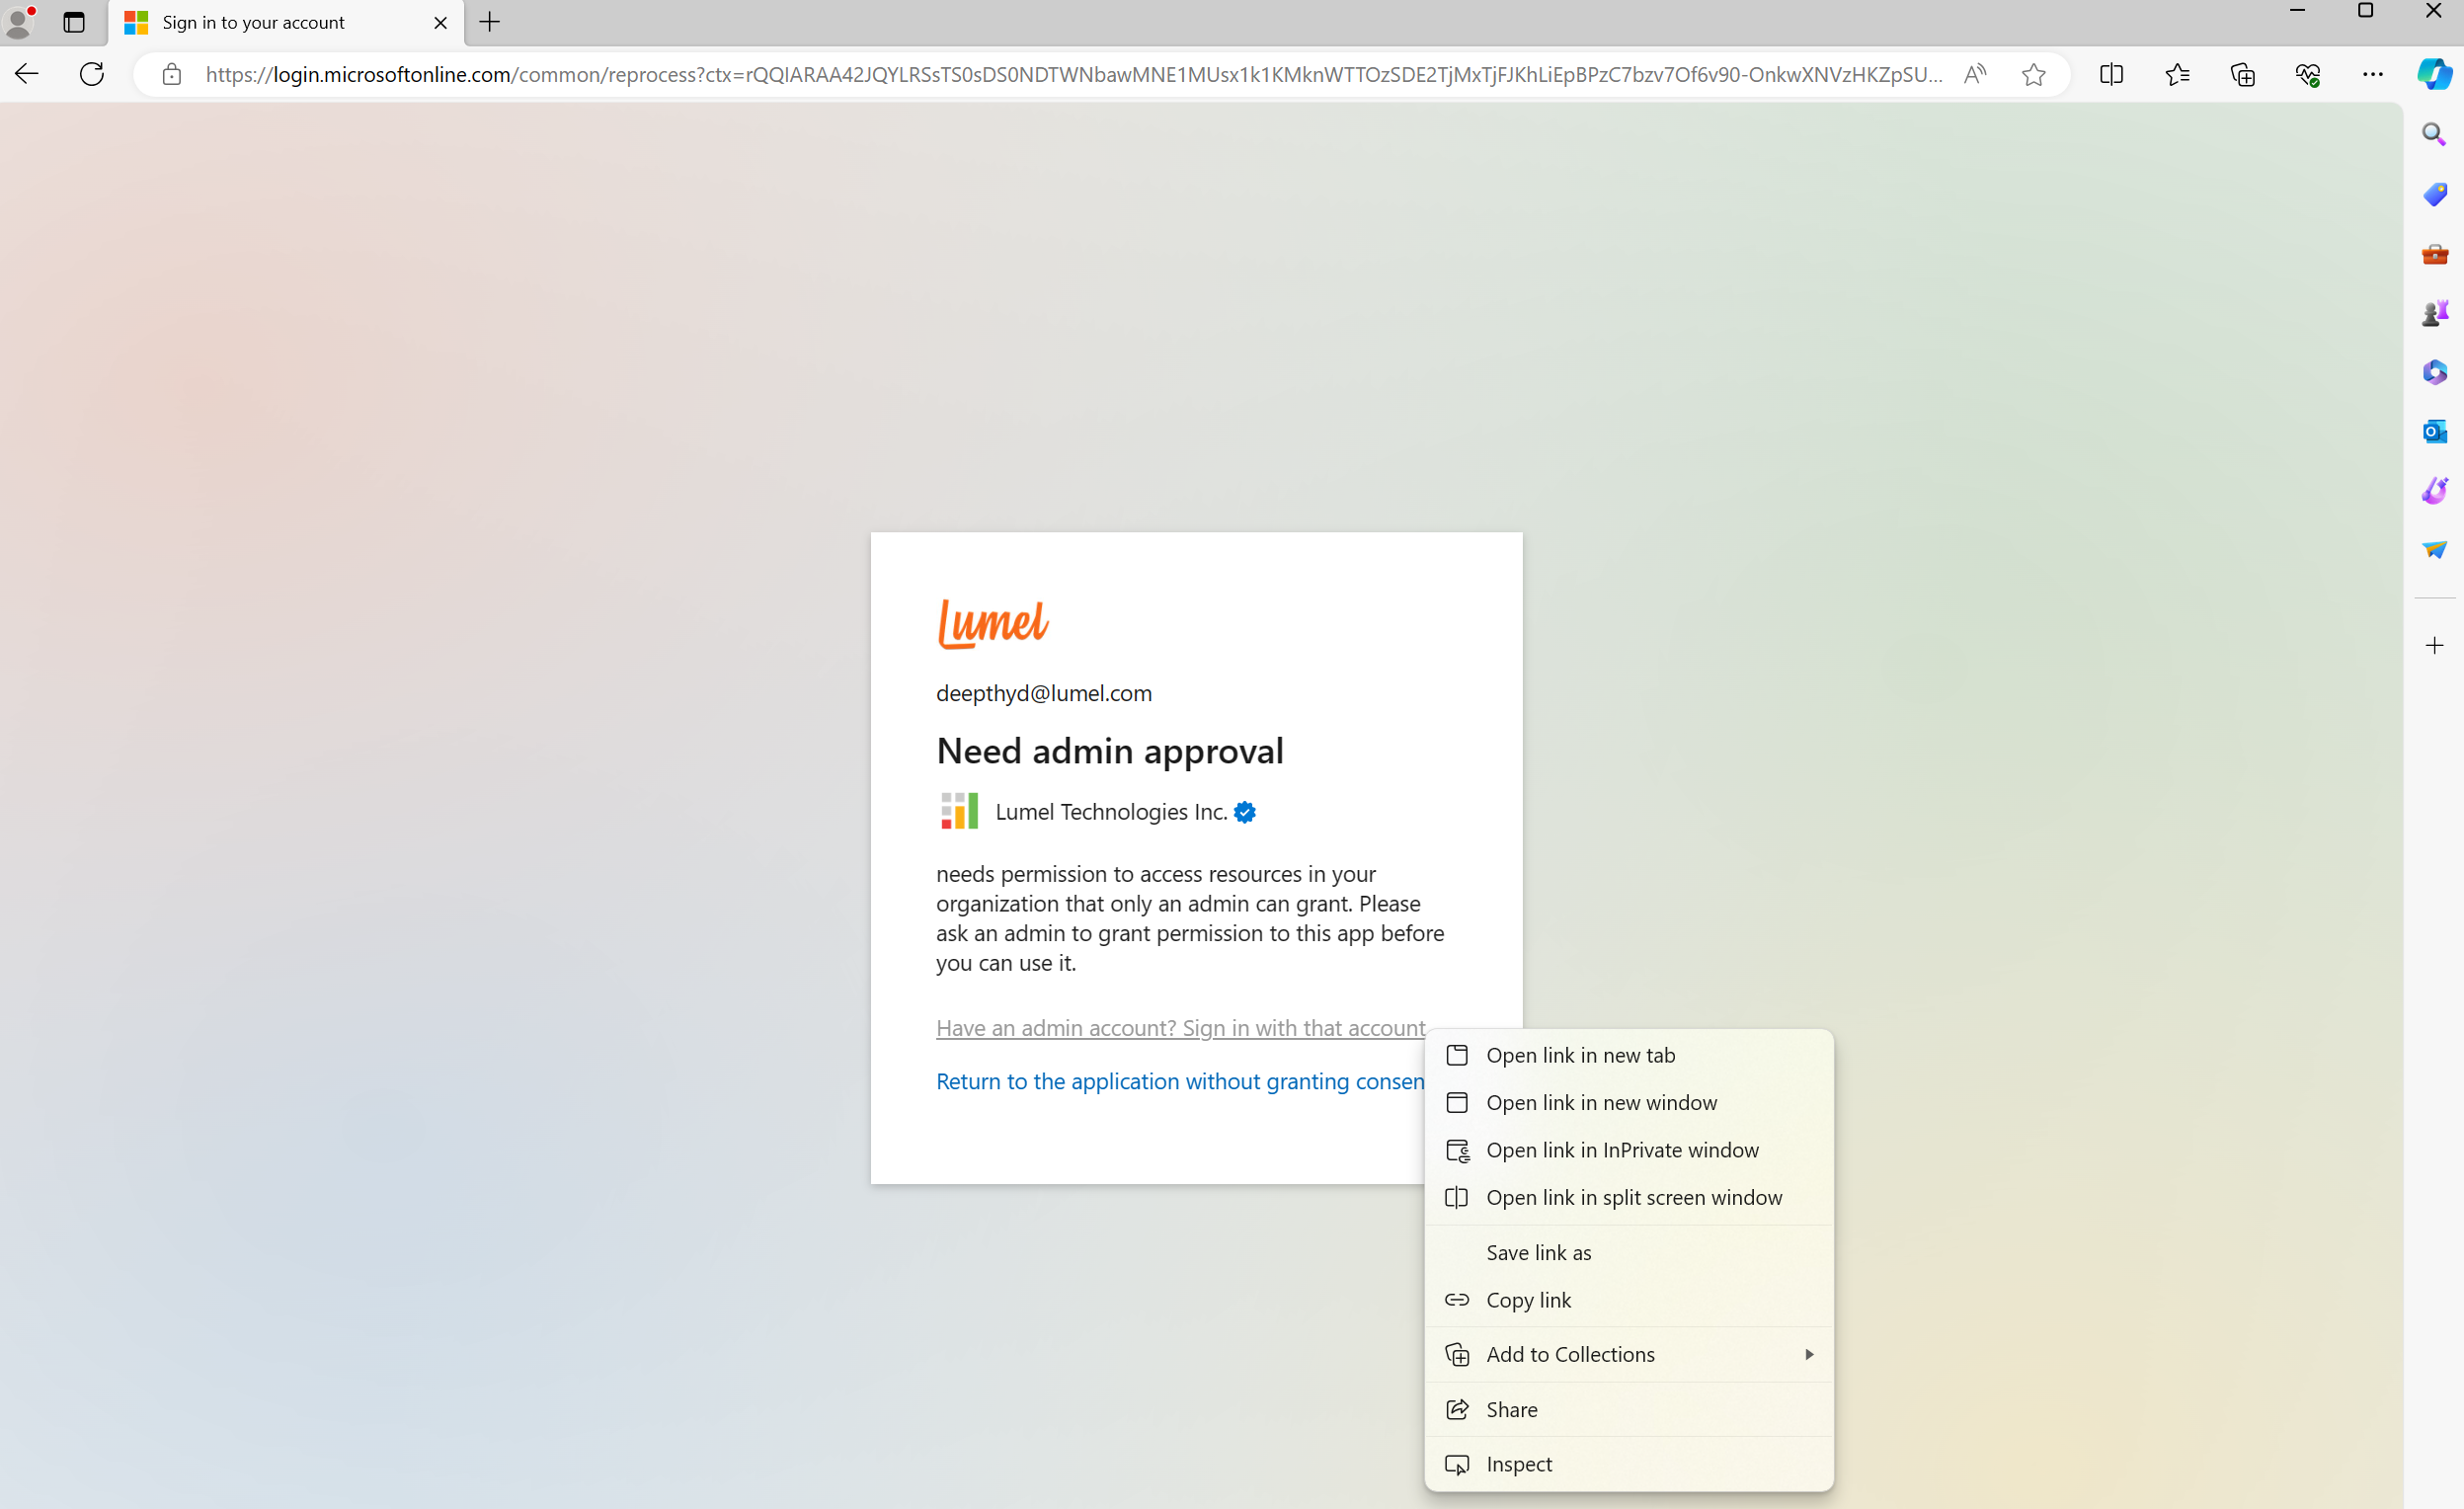 Sign in to your account
https://login.microsoftonline.com/common/reprocess?ctx=rQQIARAA42JQYLRSsTS0sDS0NDTWNbawMNE1MUsx1k1KMknWTTOzSDE2TjMxTjFJKhLiEpBPzC7bzv7Of6v90-OnkwXNVzHKZpSU...
Lumel
deepthyd@lumel.com
Need admin approval
Lumel Technologies Inc.
needs permission to access resources in your
organization that only an admin can grant. Please
ask an admin to grant permission to this app before
you can use it.
Have an admin account? Sign in with that account
Return to the application without granting consen
Open link in new tab
Open link in new window
Open link in InPrivate window
Open link in split screen window
Save link as
Copy link
Add to Collections
Share
Inspect